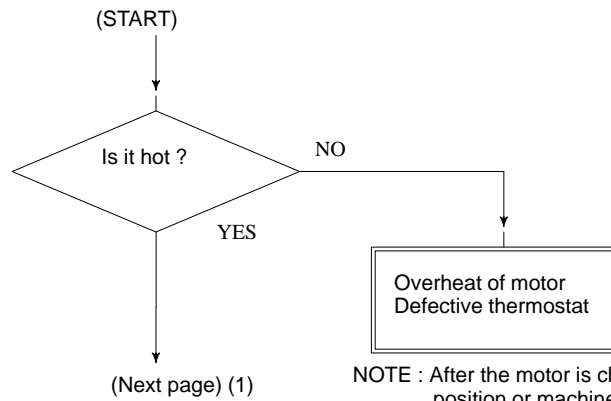 (START)
Is it hot ?
NO
YES
Overheat of motor
Defective thermostat
(Next page) (1)
NOTE : After the motor is
position or machine